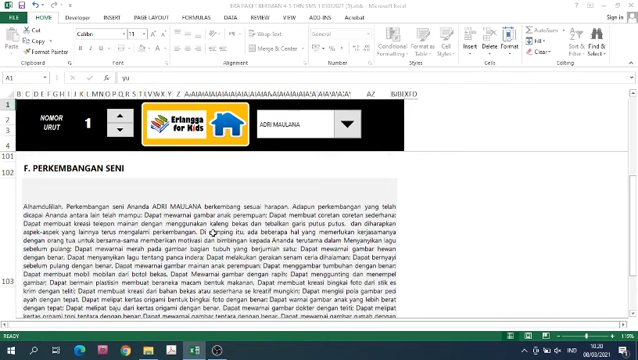 ERA PAKET BERMAIN 4-5 THN SMS 1 [3].xlsb - Microsoft Excel
FILE HOME Developer INSERT PAGE LAYOUT FORMULAS DATA REVIEW VIEW ADD-INS Acrobat Sign in
Cut
Copy
Format Painter
Paste
Clipboard
Calibri 11
Font
Wrap Text
Merge & Center
Alignment
General
Number
Conditional Formatting
Format as Table
Cell Styles
Styles
Insert Delete Format
Cells
AutoSum
Fill
Clear
Sort & Filter
Find & Select
Editing
A1 yu
NOMOR URUT
1
Erlangga for Kids
ADRI MAULANA
F. PERKEMBANGAN SENI
Alhamdulillah. Perkembangan seni Ananda ADRI MAULANA berkembang sesuai harapan. Adapun perkembangan yang telah
dicapai Ananda antara lain telah mampu: Dapat mewarnai gambar anak perempuan: Dapat membuat coretan coretan sederhana:
Dapat membuat kreasi telepon mainan dengan menggunakan kaleng bekas dan tebalkan garis putus putus. dan diharapkan
aspek-aspek yang lainnya terus mengalami perkembangan. Di samping itu, ada beberapa hal yang memerlukan kerjasamanya
dengan orang tua untuk bersama-sama memberikan motivasi dan bimbingan kepada Ananda terutama dalam Menyanyikan lagu
sebelum pulang: Dapat mewarnai merah pada gambar bagian tubuh yang berjumlah satu: Dapat mewarnai gambar hewan
dengan benar: Dapat menyanyikan lagu tentang panca indera: Dapat melakukan gerakan senam ceria dihalaman: Dapat bernyayi
sebelum pulang: Dapat mewarnai gambar anak perempuan: Dapat menggambar tumbuhan dengan benar:
Dapat membuat mobil mobilan dari botol bekas. Dapat Mewarnai gambar dengan rapih: Dapat menggunting dan menempel
gambar: Dapat bermain plastisin membuat beraneka macam bentuk makanan. Dapat membuat kreasi bingkai foto dari stik es
krim dengan teliti: Dapat membuat kreasi dari bahan bekas atau sederhana se kreatif mungkin: Dapat mengisi pola gambar ped
ayah dengan tepat. Dapat melipat kertas origami bentuk bingkai foto dengan benar: Dapat warnai gambar anak yang lebih berat
dengan tepat: Dapat melipat baju dari kertas origami dengan benar: Dapat mewarnai gambar dokter dengan teliti: Dapat
READY
119%
IND
10.20
08/03/2021